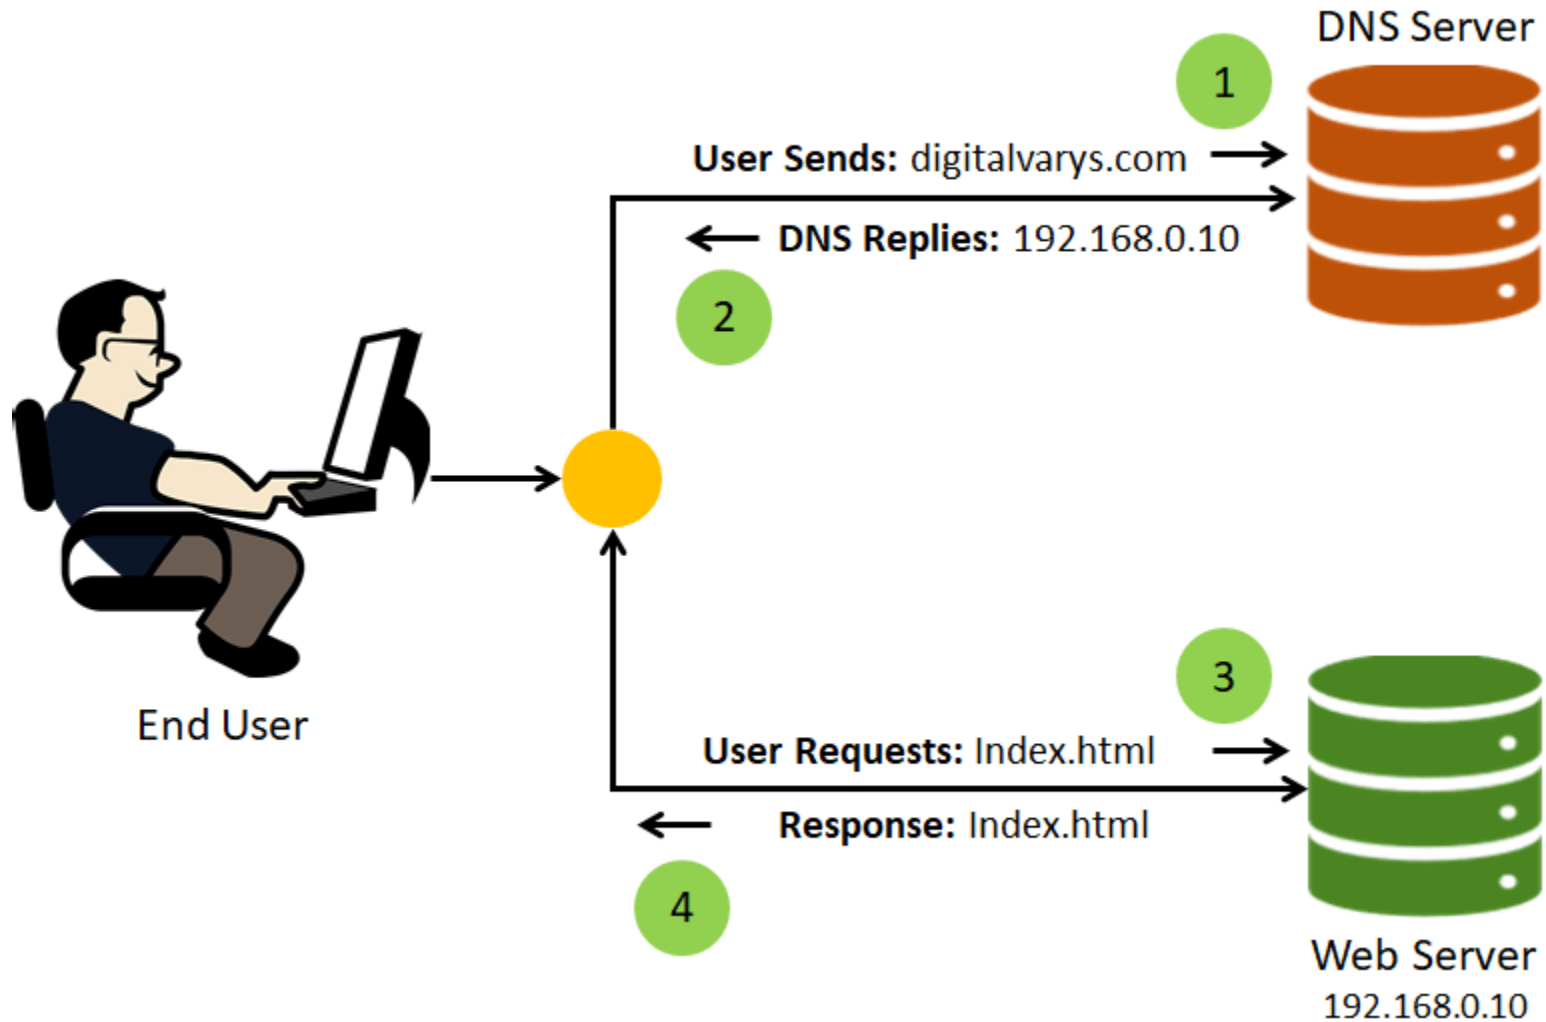 DNS Server
1
User Sends: digitalvarys.com
DNS Replies: 192.168.0.10
2
End User
3
User Requests: Index.html
Response: Index.html
4
Web Server
192.168.0.10